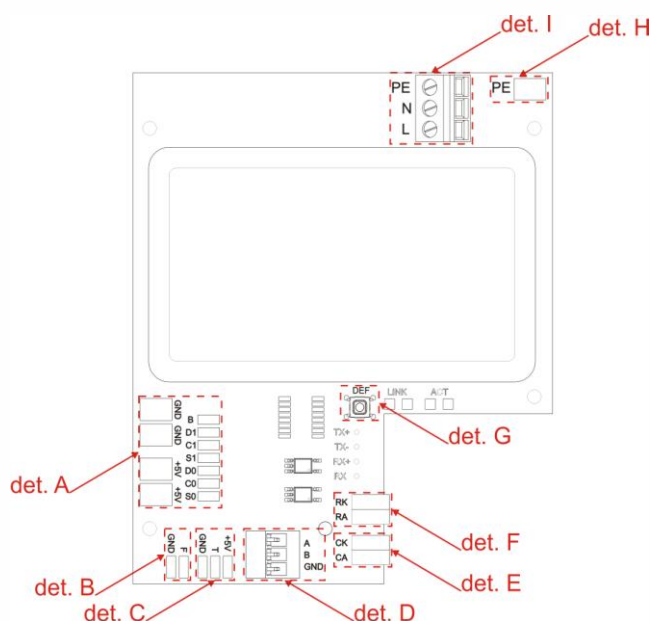 det. I
det. H
PE
N
L
PE
DEF
LINK
ACT
det. G
TX+
TX-
RX+
RX
GND
GND
+5V
+5V
B
D1
C1
S1
D0
C0
S0
det. A
RK
RA
det. F
CK
CA
det. E
GND
F
det. B
GND
T
+5V
det. C
A
B
GND
det. D